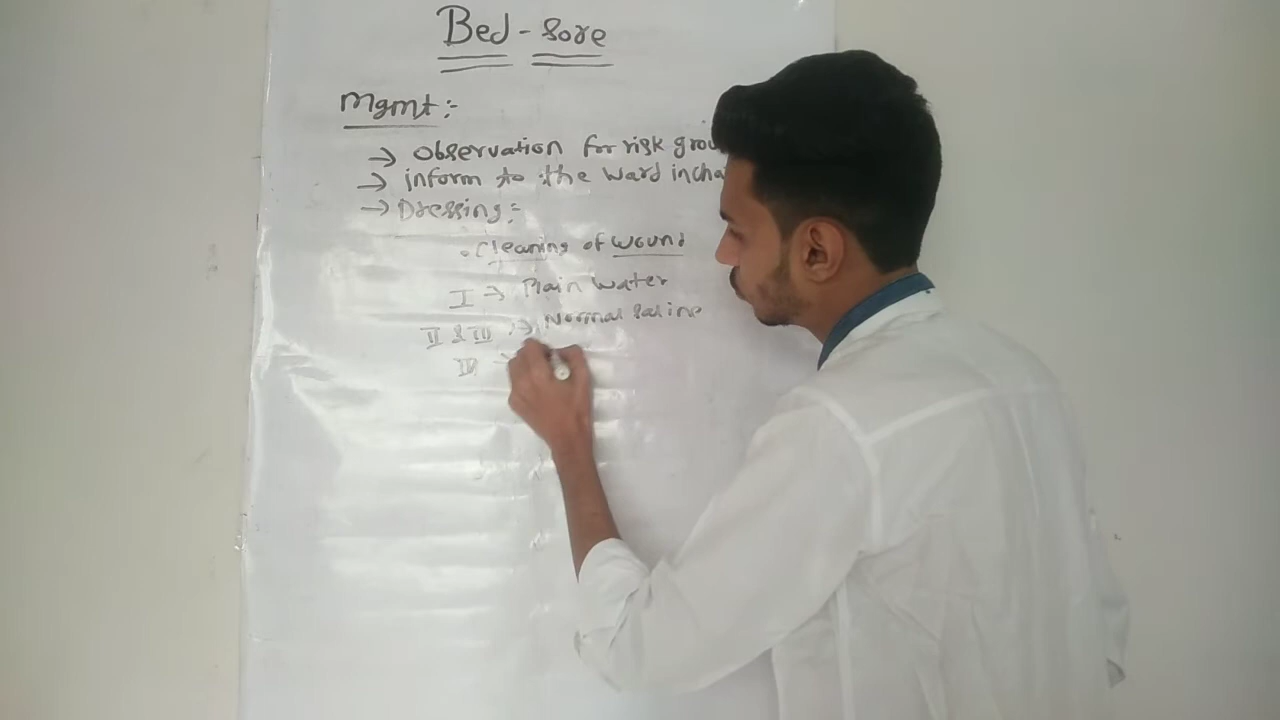 Bed - Sore
Mgmt :-
→ Observation for risk grou
→ inform to the ward incha
→ Dressing :-
. Cleaning of wound
I → Plain Water
II & III → Normal Saline
IV →